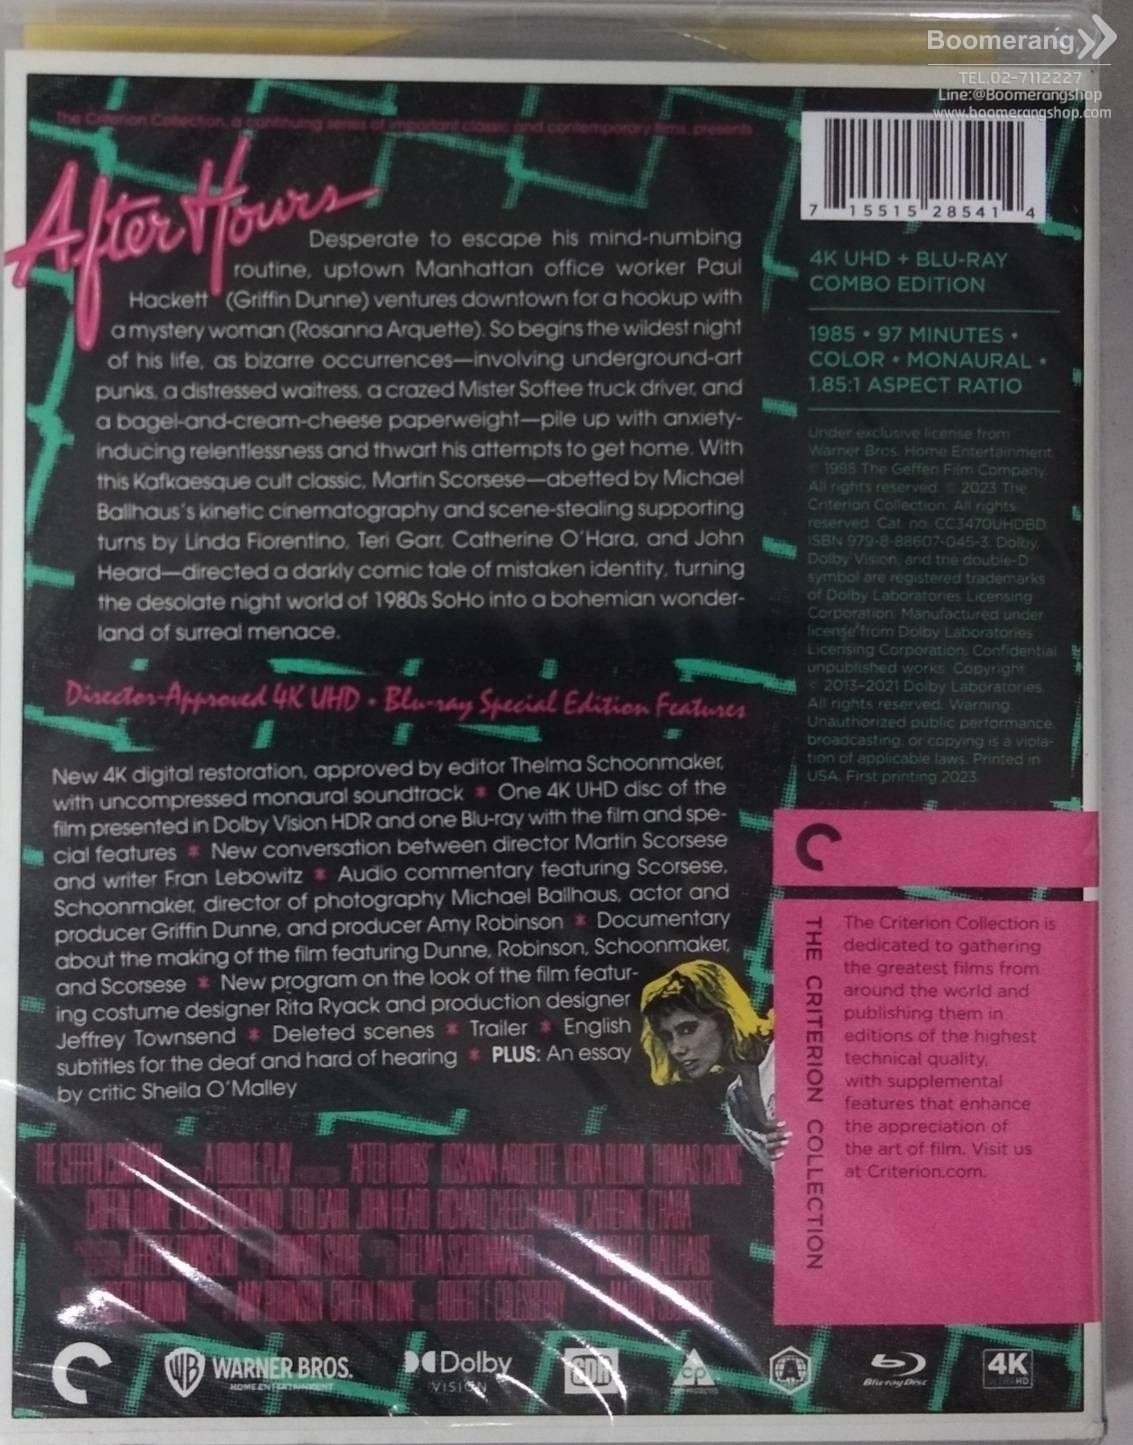 Boomerang
TEL.02-7112227
Line:@Boomerangshop
www.boomerangshop.com
The Criterion Collection, a continuing series of important classic and contemporary films, presents
After Hours
Desperate to escape his mind-numbing
routine, uptown Manhattan office worker Paul
Hackett (Griffin Dunne) ventures downtown for a hookup with
a mystery woman (Rosanna Arquette). So begins the wildest night
of his life, as bizarre occurrences—involving underground-art
punks, a distressed waitress, a crazed Mister Softee truck driver, and
a bagel-and-cream-cheese paperweight—pile up with anxiety-
inducing relentlessness and thwart his attempts to get home. With
this Kafkaesque cult classic, Martin Scorsese—abetted by Michael
Ballhaus's kinetic cinematography and scene-stealing supporting
turns by Linda Fiorentino, Teri Garr, Catherine O'Hara, and John
Heard—directed a darkly comic tale of mistaken identity, turning
the desolate night world of 1980s SoHo into a bohemian wonder-
land of surreal menace.
Director-Approved 4K UHD • Blu-ray Special Edition Features
New 4K digital restoration, approved by editor Thelma Schoonmaker,
with uncompressed monaural soundtrack * One 4K UHD disc of the
film presented in Dolby Vision HDR and one Blu-ray with the film and spe-
cial features * New conversation between director Martin Scorsese
and writer Fran Lebowitz * Audio commentary featuring Scorsese,
Schoonmaker, director of photography Michael Ballhaus, actor and
producer Griffin Dunne, and producer Amy Robinson * Documentary
about the making of the film featuring Dunne, Robinson, Schoonmaker,
and Scorsese * New program on the look of the film featur-
ing costume designer Rita Ryack and production designer
Jeffrey Townsend * Deleted scenes * Trailer * English
subtitles for the deaf and hard of hearing * PLUS: An essay
by critic Sheila O'Malley
"AFTER HOURS" ROSANNA ARQUETTE VERNA BLOOM THOMAS CHONG
GRIFFIN DUNNE LINDA FIORENTINO TERI GARR JOHN HEARD RICHARD CHEECH MARIN CATHERINE O'HARA
7 15515 28541 4
4K UHD + BLU-RAY
COMBO EDITION
1985 • 97 MINUTES •
COLOR • MONAURAL •
1.85:1 ASPECT RATIO
Under exclusive license from
Warner Bros. Home Entertainment.
© 1985 The Geffen Film Company.
All rights reserved. © 2023 The
Criterion Collection. All rights
reserved. Cat. no. CC3470UHDBD.
ISBN 979-8-88607-045-3. Dolby,
Dolby Vision, and the double-D
symbol are registered trademarks
of Dolby Laboratories Licensing
Corporation. Manufactured under
license from Dolby Laboratories
Licensing Corporation. Confidential
unpublished works. Copyright
© 2013–2021 Dolby Laboratories.
All rights reserved. Warning:
Unauthorized public performance,
broadcasting, or copying is a viola-
tion of applicable laws. Printed in
USA. First printing 2023.
THE CRITERION COLLECTION
The Criterion Collection is
dedicated to gathering
the greatest films from
around the world and
publishing them in
editions of the highest
technical quality,
with supplemental
features that enhance
the appreciation of
the art of film. Visit us
at Criterion.com.
WB WARNER BROS.
HOME ENTERTAINMENT
Dolby
VISION
Blu-ray Disc
4K